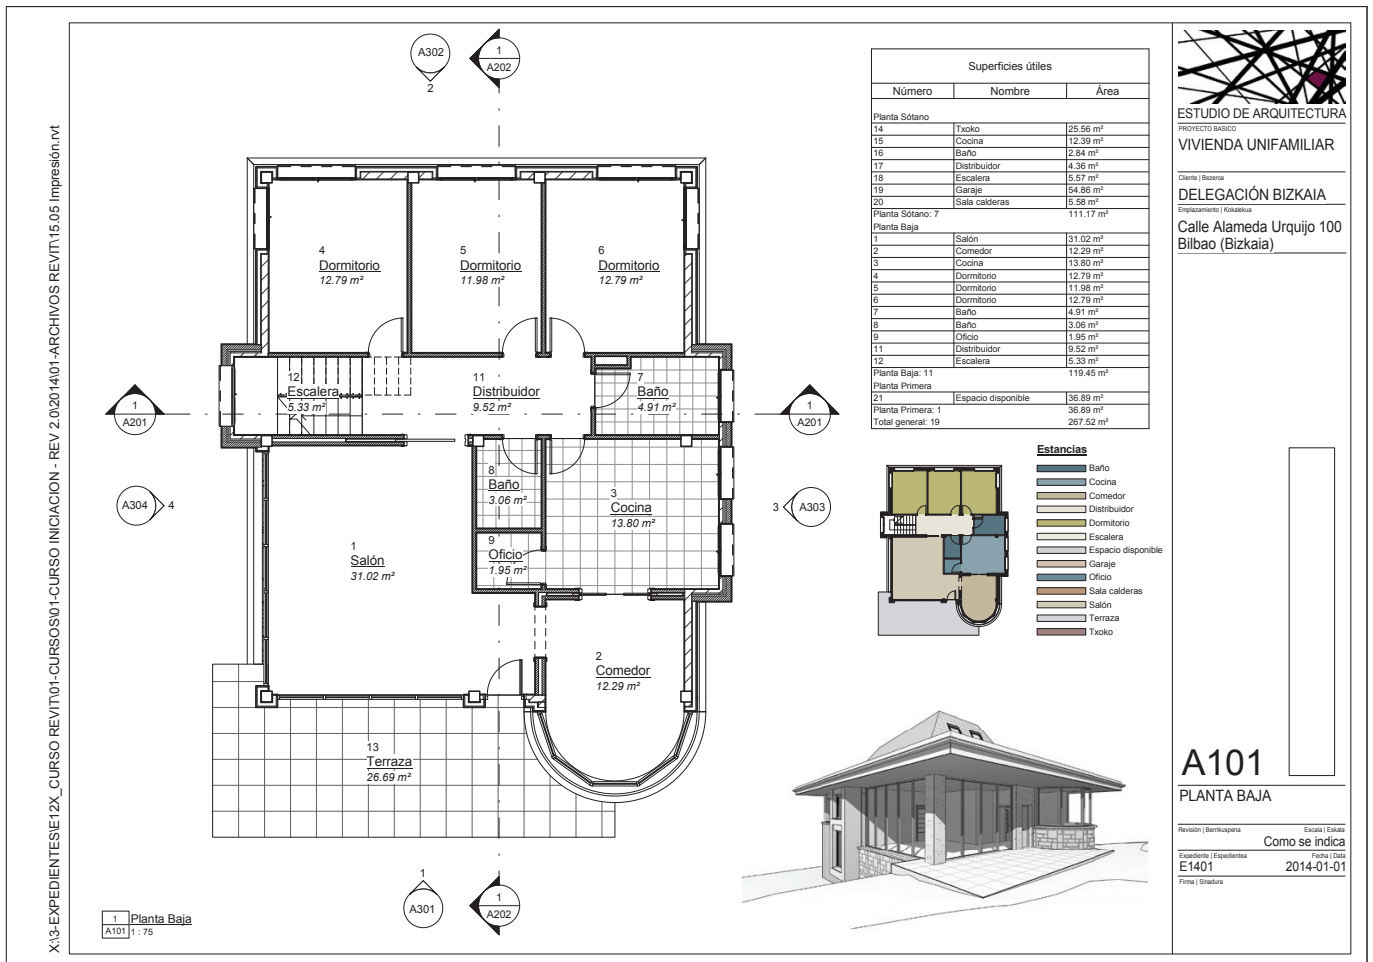 X:\3-EXPEDIENTES\E12X_CURSO REVIT\01-CURSOS\01-CURSO INICIACION - REV 2.0\2014\01-ARCHIVOS REVIT\15.05 Impresión.rvt
A302
2
1
A202
4
Dormitorio
12.79 m²
5
Dormitorio
11.98 m²
6
Dormitorio
12.79 m²
12
Escalera
5.33 m²
11
Distribuidor
9.52 m²
7
Baño
4.91 m²
1
A201
1
A201
8
Baño
3.06 m²
3
Cocina
13.80 m²
A304
4
3
A303
9
Oficio
1.95 m²
1
Salón
31.02 m²
2
Comedor
12.29 m²
13
Terraza
26.69 m²
1
A301
1
A202
1
A101
Planta Baja
1 : 75
Superficies útiles
Número Nombre Área
Planta Sótano
14 Txoko 25.56 m²
15 Cocina 12.39 m²
16 Baño 2.84 m²
17 Distribuidor 4.36 m²
18 Escalera 5.57 m²
19 Garaje 54.86 m²
20 Sala calderas 5.58 m²
Planta Sótano: 7 111.17 m²
Planta Baja
1 Salón 31.02 m²
2 Comedor 12.29 m²
3 Cocina 13.80 m²
4 Dormitorio 12.79 m²
5 Dormitorio 11.98 m²
6 Dormitorio 12.79 m²
7 Baño 4.91 m²
8 Baño 3.06 m²
9 Oficio 1.95 m²
11 Distribuidor 9.52 m²
12 Escalera 5.33 m²
Planta Baja: 11 119.45 m²
Planta Primera
21 Espacio disponible 36.89 m²
Planta Primera: 1 36.89 m²
Total general: 19 267.52 m²
Estancias
Baño
Cocina
Comedor
Distribuidor
Dormitorio
Escalera
Espacio disponible
Garaje
Oficio
Sala calderas
Salón
Terraza
Txoko
ESTUDIO DE ARQUITECTURA
PROYECTO BASICO
VIVIENDA UNIFAMILIAR
Cliente | Bezeroa
DELEGACIÓN BIZKAIA
Emplazamiento | Kokalekua
Calle Alameda Urquijo 100
Bilbao (Bizkaia)
A101
PLANTA BAJA
Revisión | Berrikuspena Escala | Eskala
Como se indica
Expediente | Espedientea Fecha | Data
E1401 2014-01-01
Firma | Sinadura